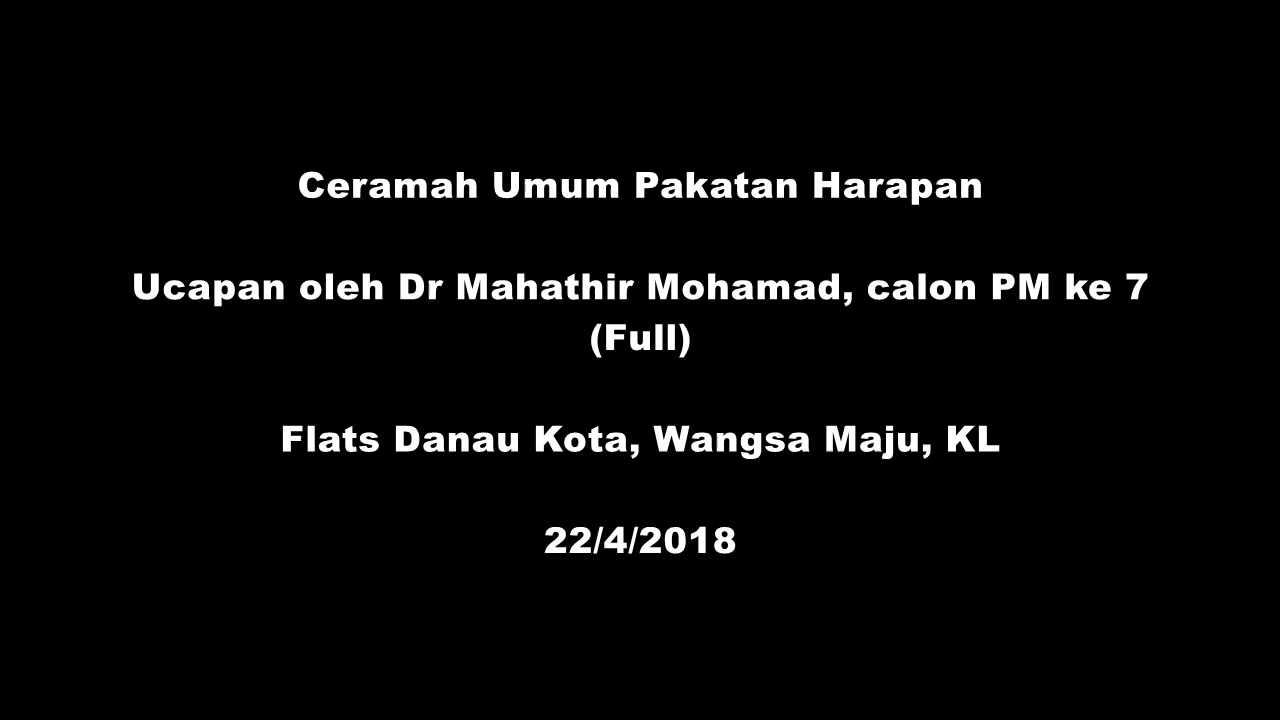 Ceramah Umum Pakatan Harapan
Ucapan oleh Dr Mahathir Mohamad, calon PM ke 7
(Full)
Flats Danau Kota, Wangsa Maju, KL
22/4/2018